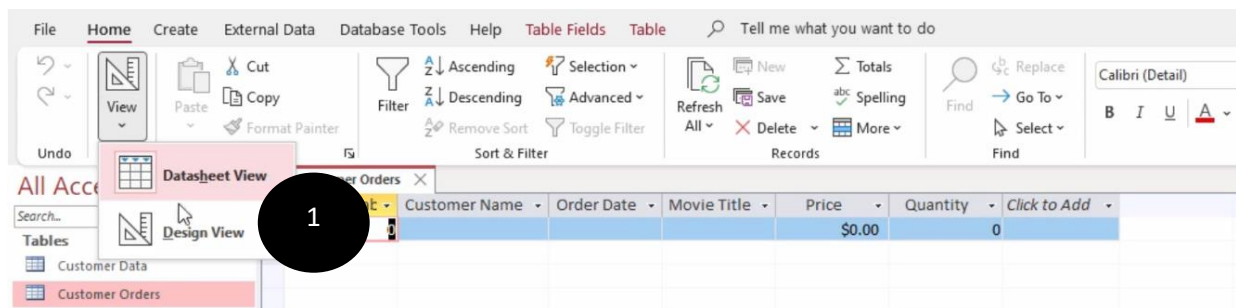 File Home Create External Data Database Tools Help Table Fields Table Tell me what you want to do
View
Paste
Cut
Copy
Format Painter
Undo
Filter
Ascending
Descending
Remove Sort
Selection
Advanced
Toggle Filter
Sort & Filter
Refresh All
New
Save
Delete
Totals
Spelling
More
Records
Find
Replace
Go To
Select
Find
Calibri (Detail)
B I U A
Datasheet View
Design View
1
All
Search...
Tables
Customer Data
Customer Orders
Orders
Customer Name Order Date Movie Title Price Quantity Click to Add
0 $0.00 0